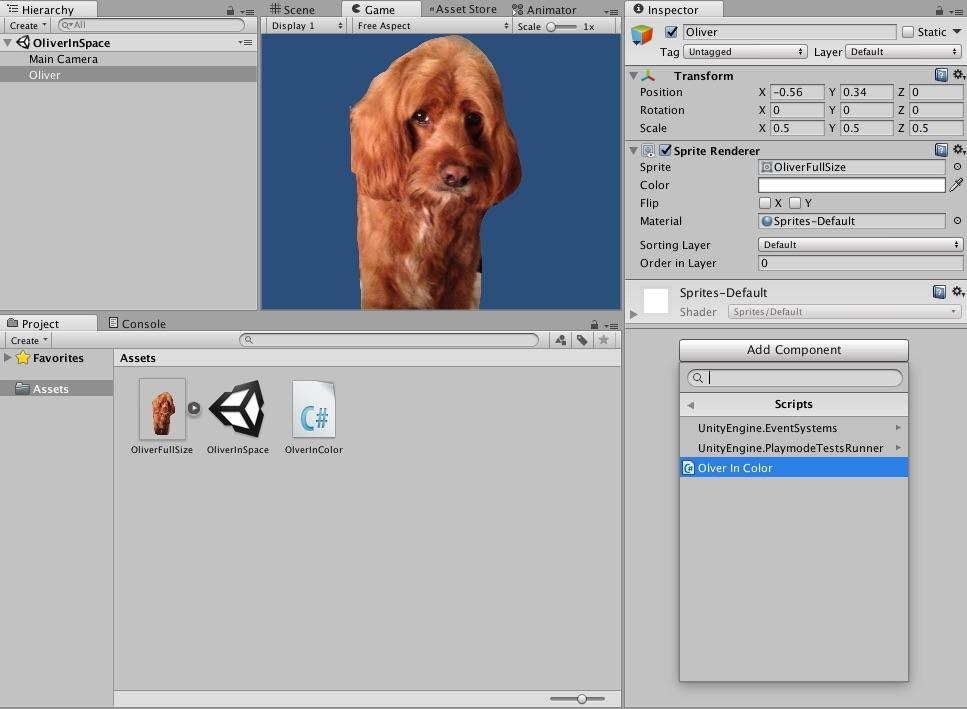 Hierarchy
Create
All
OliverInSpace
Main Camera
Oliver
Scene
Game
Asset Store
Animator
Display 1
Free Aspect
Scale
1x
Inspector
Oliver
Static
Tag
Untagged
Layer
Default
Transform
Position
X -0.56 Y 0.34 Z 0
Rotation
X 0 Y 0 Z 0
Scale
X 0.5 Y 0.5 Z 0.5
Sprite Renderer
Sprite
OliverFullSize
Color
Flip
X Y
Material
Sprites-Default
Sorting Layer
Default
Order in Layer
0
Sprites-Default
Shader
Sprites/Default
Add Component
Scripts
UnityEngine.EventSystems
UnityEngine.PlaymodeTestsRunner
C# Olver In Color
Project
Console
Create
Favorites
Assets
Assets
C#
OliverFullSize
OliverInSpace
OlverInColor